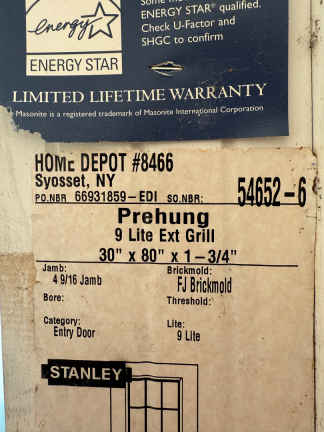 Some m
ENERGY STAR® qualified.
Check U-Factor and
SHGC to confirm
energy
ENERGY STAR
LIMITED LIFETIME WARRANTY
Masonite is a registered trademark of Masonite International Corporation
HOME DEPOT #8466
Syosset, NY
PO.NBR 66931859-EDI SO.NBR: 54652-6
Prehung
9 Lite Ext Grill
30" x 80" x 1-3/4"
Jamb: Brickmold:
4 9/16 Jamb FJ Brickmold
Bore: Threshold:
Category: Lite:
Entry Door 9 Lite
STANLEY